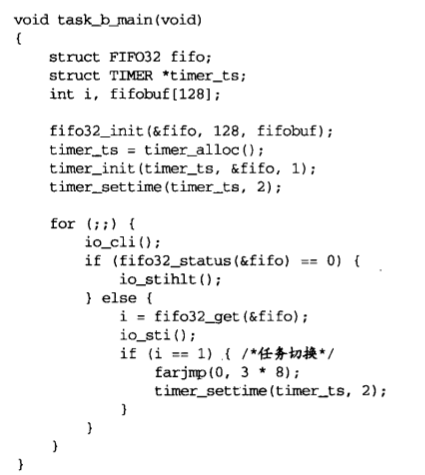 void task_b_main(void)
{
    struct FIFO32 fifo;
    struct TIMER *timer_ts;
    int i, fifobuf[128];

    fifo32_init(&fifo, 128, fifobuf);
    timer_ts = timer_alloc();
    timer_init(timer_ts, &fifo, 1);
    timer_settime(timer_ts, 2);

    for (;;) {
        io_cli();
        if (fifo32_status(&fifo) == 0) {
            io_stihlt();
        } else {
            i = fifo32_get(&fifo);
            io_sti();
            if (i == 1) { /*任务切换*/
                farjmp(0, 3 * 8);
                timer_settime(timer_ts, 2);
            }
        }
    }
}